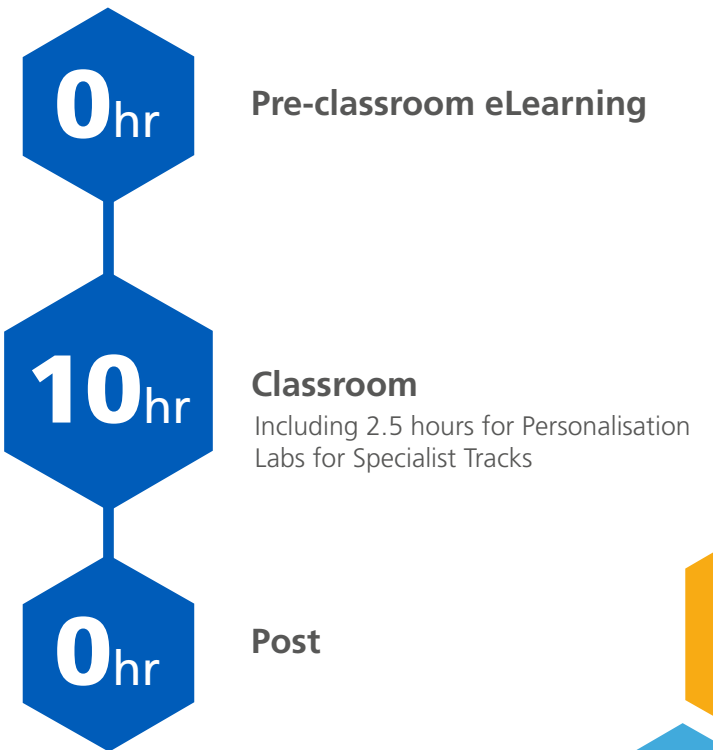 0hr
Pre-classroom eLearning
10hr
Classroom
Including 2.5 hours for Personalisation
Labs for Specialist Tracks
0hr
Post